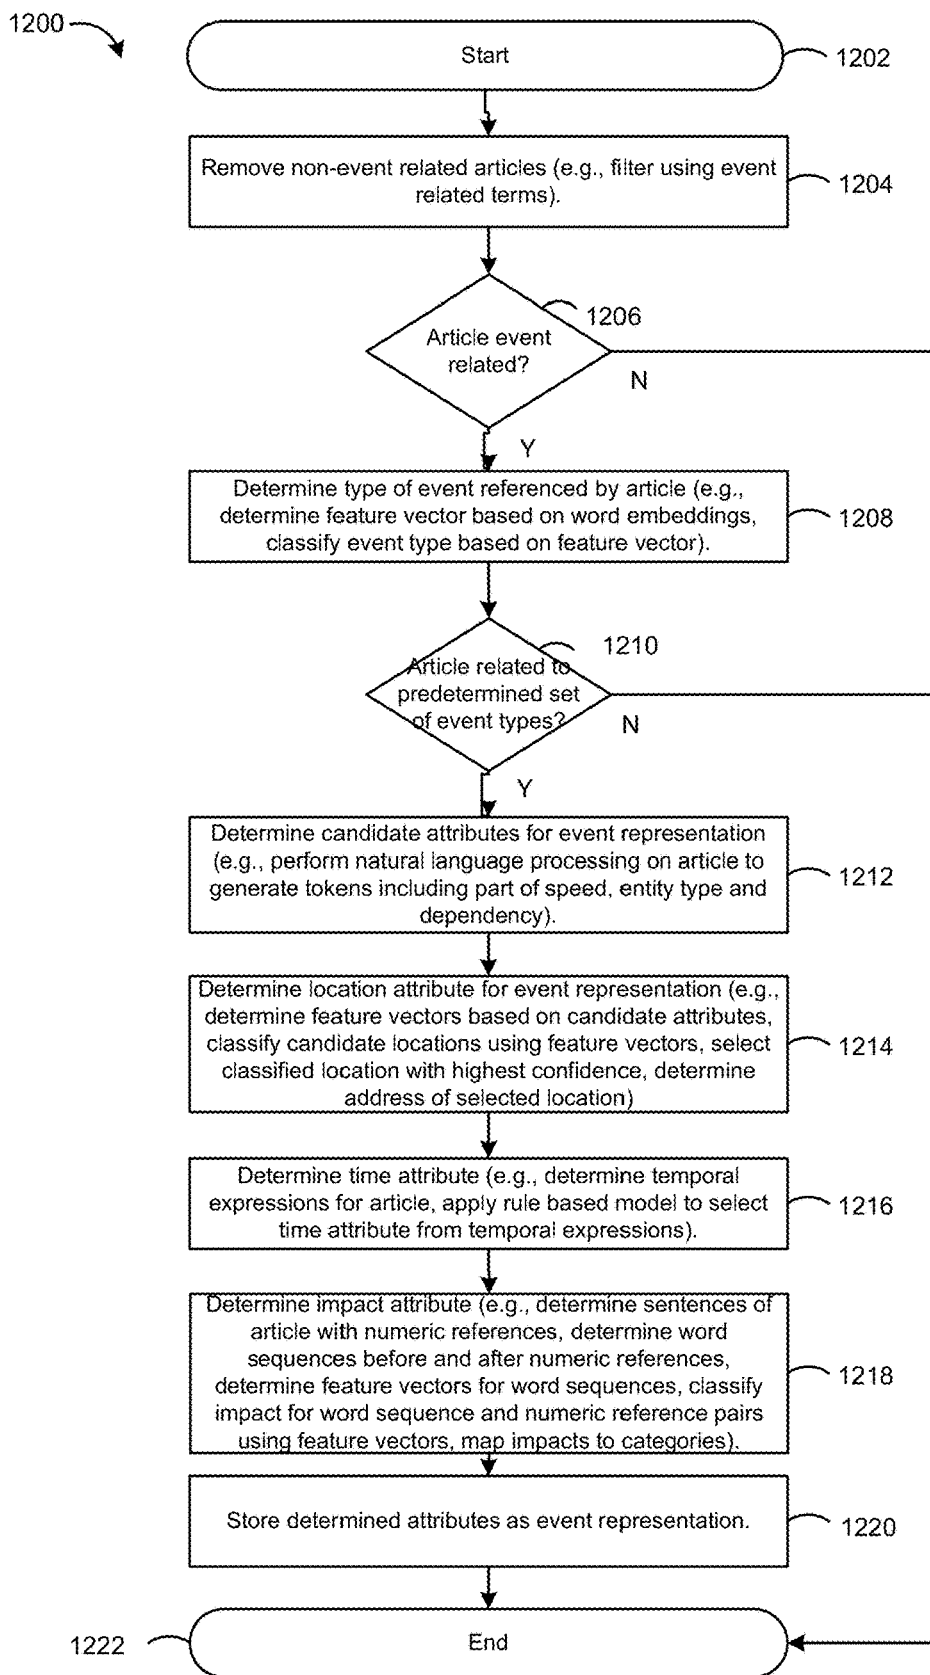 1200
Start
1202
Remove non-event related articles (e.g., filter using event
related terms).
1204
1206
Article event
related?
N
Y
Determine type of event referenced by article (e.g.,
determine feature vector based on word embeddings,
classify event type based on feature vector).
1208
1210
Article related to
predetermined set
of event types?
N
Y
Determine candidate attributes for event representation
(e.g., perform natural language processing on article to
generate tokens including part of speed, entity type and
dependency).
1212
Determine location attribute for event representation (e.g.,
determine feature vectors based on candidate attributes,
classify candidate locations using feature vectors, select
classified location with highest confidence, determine
address of selected location)
1214
Determine time attribute (e.g., determine temporal
expressions for article, apply rule based model to select
time attribute from temporal expressions).
1216
Determine impact attribute (e.g., determine sentences of
article with numeric references, determine word
sequences before and after numeric references,
determine feature vectors for word sequences, classify
impact for word sequence and numeric reference pairs
using feature vectors, map impacts to categories).
1218
Store determined attributes as event representation.
1220
End
1222